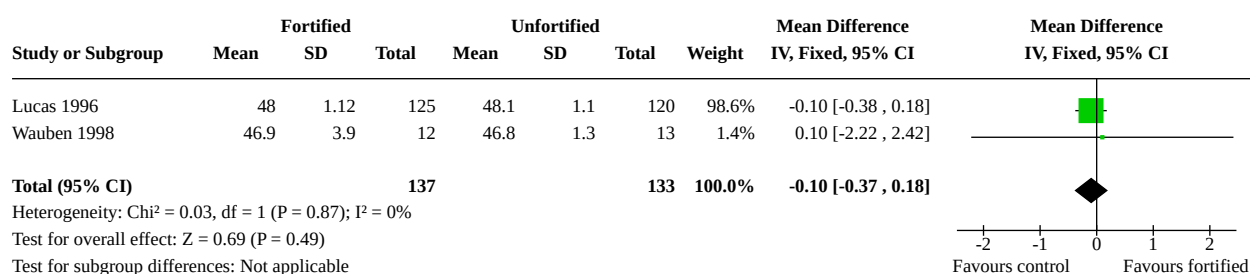 Fortified Unfortified Mean Difference Mean Difference
Study or Subgroup Mean SD Total Mean SD Total Weight IV, Fixed, 95% CI IV, Fixed, 95% CI
Lucas 1996 48 1.12 125 48.1 1.1 120 98.6% -0.10 [-0.38 , 0.18]
Wauben 1998 46.9 3.9 12 46.8 1.3 13 1.4% 0.10 [-2.22 , 2.42]
Total (95% CI) 137 133 100.0% -0.10 [-0.37 , 0.18]
Heterogeneity: Chi² = 0.03, df = 1 (P = 0.87); I² = 0%
Test for overall effect: Z = 0.69 (P = 0.49) -2 -1 0 1 2
Test for subgroup differences: Not applicable Favours control Favours fortified